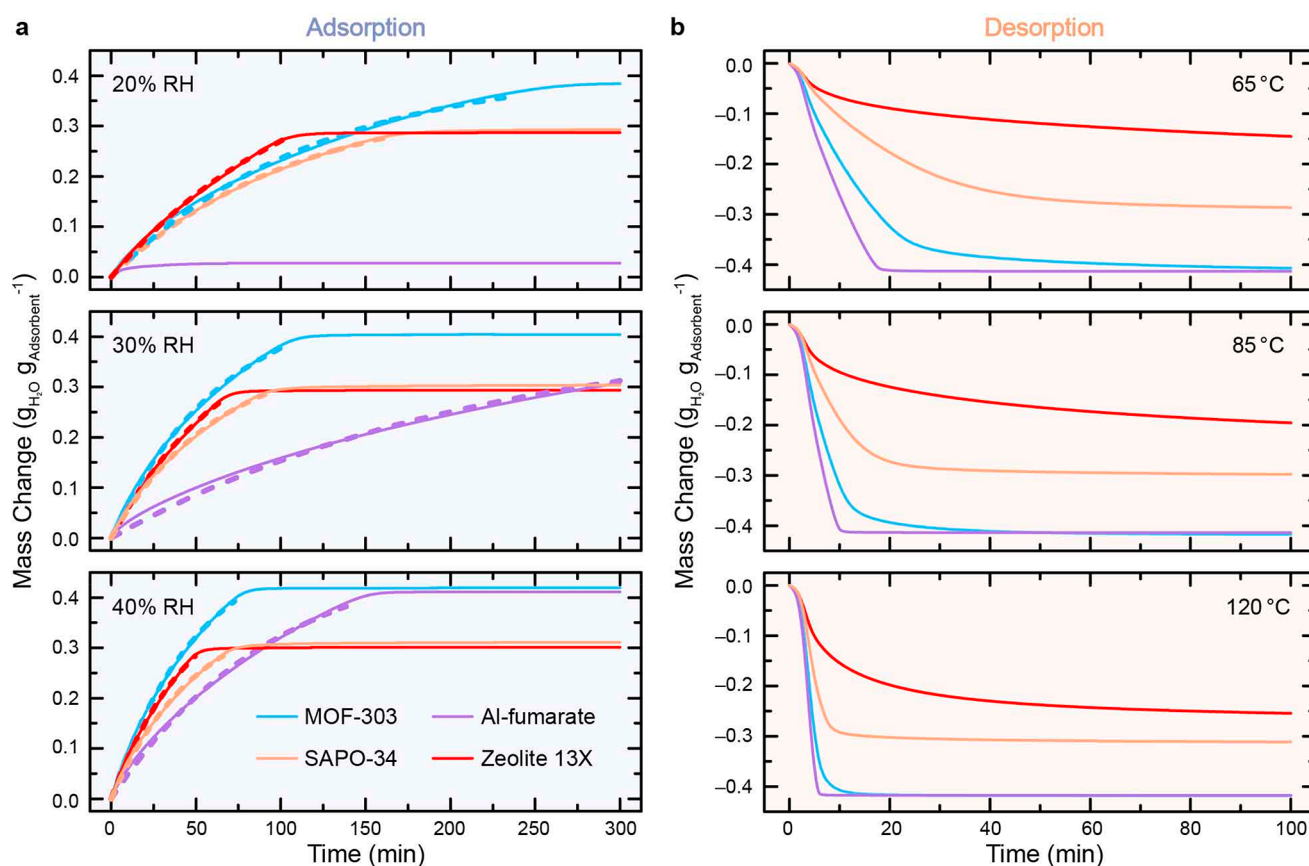 a
Adsorption
20% RH
0.4
0.3
0.2
0.1
0.0
30% RH
0.4
0.3
0.2
0.1
0.0
40% RH
0.4
0.3
0.2
0.1
0.0
MOF-303
Al-fumarate
SAPO-34
Zeolite 13X
Mass Change (g_H₂O g_Adsorbent⁻¹)
0 50 100 150 200 250 300
Time (min)
b
Desorption
65 °C
0.0
−0.1
−0.2
−0.3
−0.4
85 °C
0.0
−0.1
−0.2
−0.3
−0.4
120 °C
0.0
−0.1
−0.2
−0.3
−0.4
Mass Change (g_H₂O g_Adsorbent⁻¹)
0 20 40 60 80 100
Time (min)